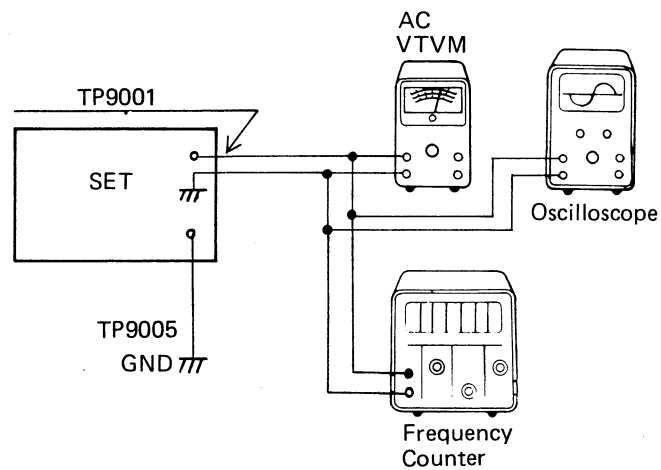 AC
VTVM
TP9001
SET
Oscilloscope
TP9005
GND
Frequency
Counter